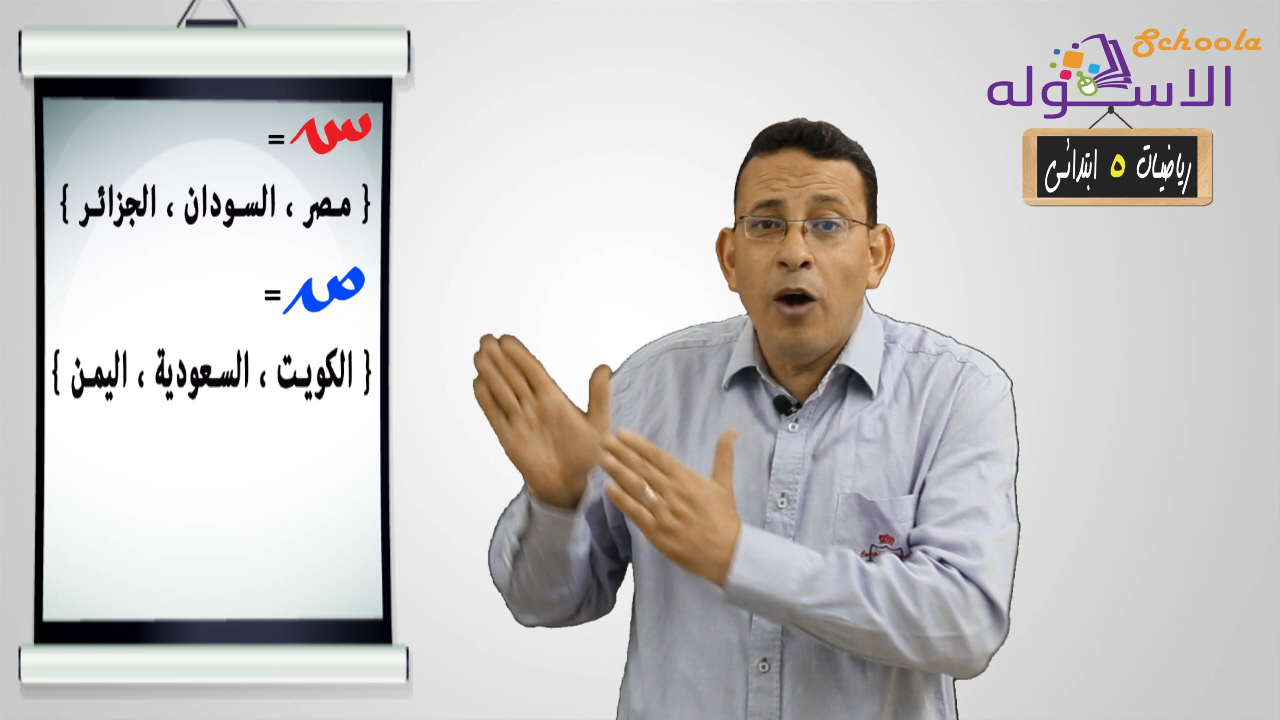 س =
{ مصر ، السودان ، الجزائر }
ص =
{ الكويت ، السعودية ، اليمن }
Schoola
الاسكوله
رياضيات ٥ ابتدائى